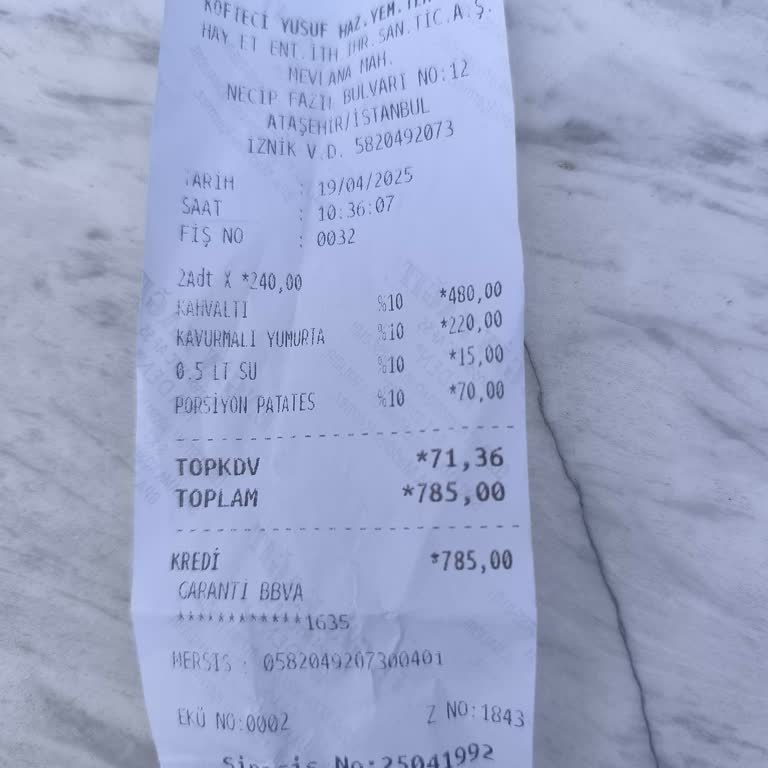 KÖFTECİ YUSUF HAZ.YEM.
HAY. ET ENT.İTH.İHR.SAN.TİC.A.Ş.
MEVLANA MAH.
NECİP FAZIL BULVARI NO:12
ATAŞEHİR/İSTANBUL
İZNİK V.D. 5820492073
TARİH : 19/04/2025
SAAT : 10:36:07
FİŞ NO : 0032
2Adt X *240,00
KAHVALTI %10 *480,00
KAVURMALI YUMURTA %10 *220,00
0.5 LT SU %10 *15,00
PORSİYON PATATES %10 *70,00
TOPKDV *71,36
TOPLAM *785,00
KREDİ *785,00
GARANTİ BBVA
************1635
MERSİS : 0582049207300401
EKÜ NO:0002 Z NO:1843
Sipariş No:25041992